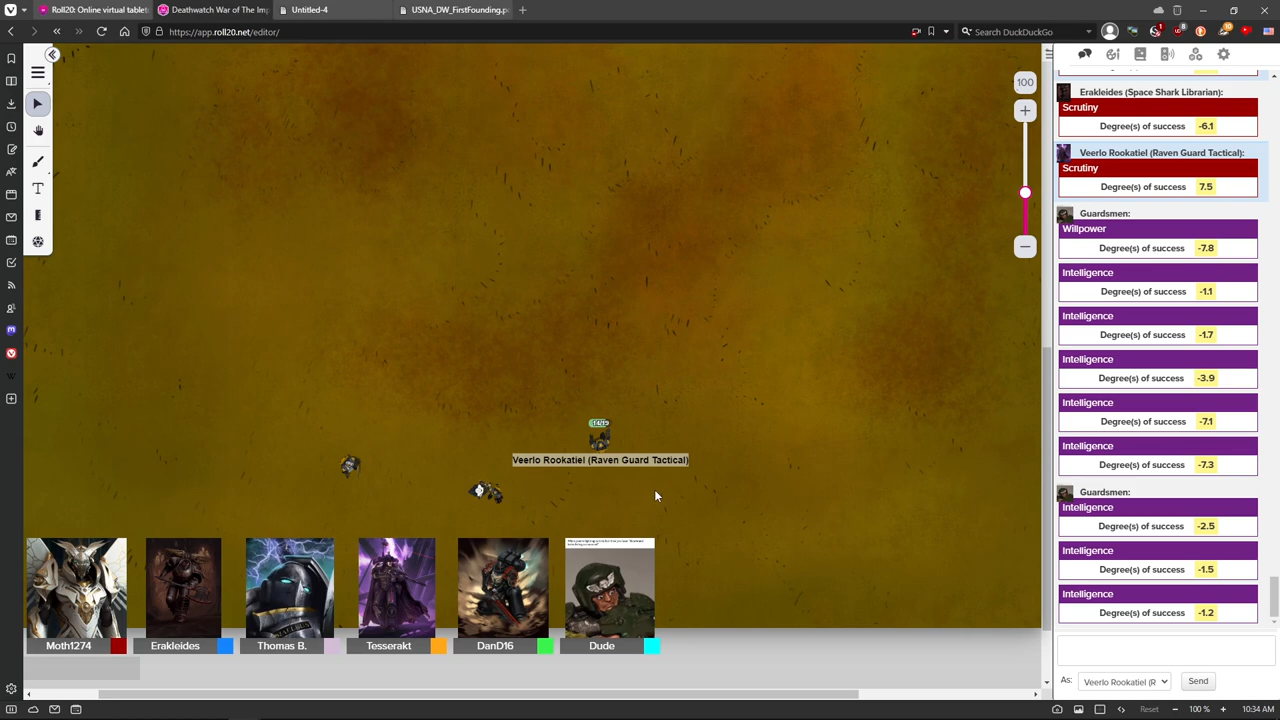 Roll20: Online virtual tablet
Deathwatch War of The Imp
Untitled-4
USNA_DW_FirstFounding.p
https://app.roll20.net/editor/
Search DuckDuckGo
100
Erakleides (Space Shark Librarian):
Scrutiny
Degree(s) of success -6.1
Veerlo Rookatiel (Raven Guard Tactical):
Scrutiny
Degree(s) of success 7.5
Guardsmen:
Willpower
Degree(s) of success -7.8
Intelligence
Degree(s) of success -1.1
Intelligence
Degree(s) of success -1.7
Intelligence
Degree(s) of success -3.9
Intelligence
Degree(s) of success -7.1
Intelligence
Degree(s) of success -7.3
Guardsmen:
Intelligence
Degree(s) of success -2.5
Intelligence
Degree(s) of success -1.5
Intelligence
Degree(s) of success -1.2
Veerlo Rookatiel (Raven Guard Tactical)
Moth1274
Erakleides
Thomas B.
Tesserakt
DanD16
Dude
As:
Veerlo Rookatiel (R
Send
Reset
100 %
10:34 AM